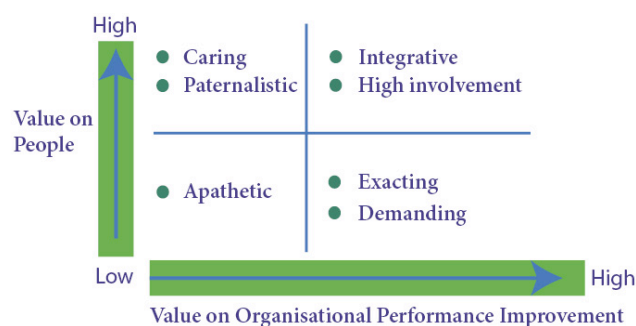 High
Caring
Paternalistic
Integrative
High involvement
Value on
People
Apathetic
Exacting
Demanding
Low
High
Value on Organisational Performance Improvement